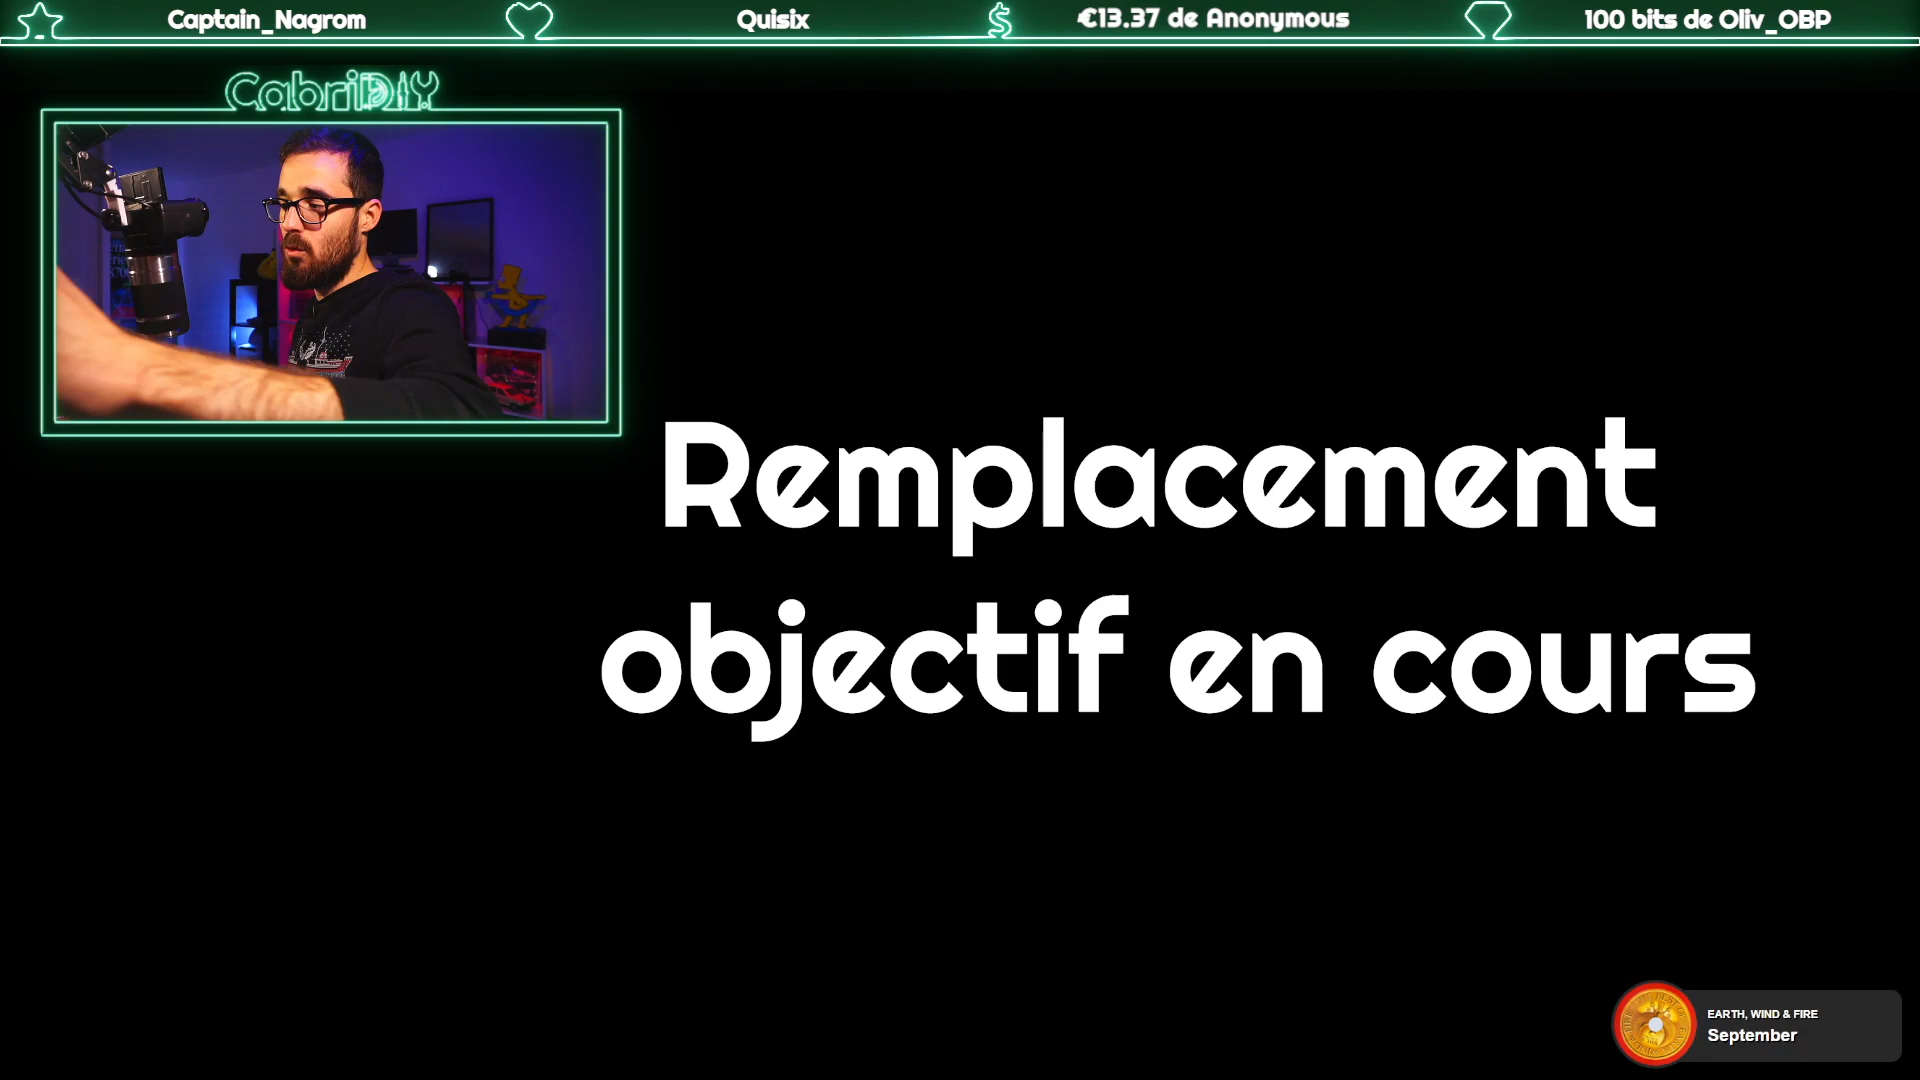 Captain_Nagrom
Quisix
€13.37 de Anonymous
100 bits de Oliv_OBP
CabriDIY
Remplacement
objectif en cours
EARTH, WIND & FIRE
September